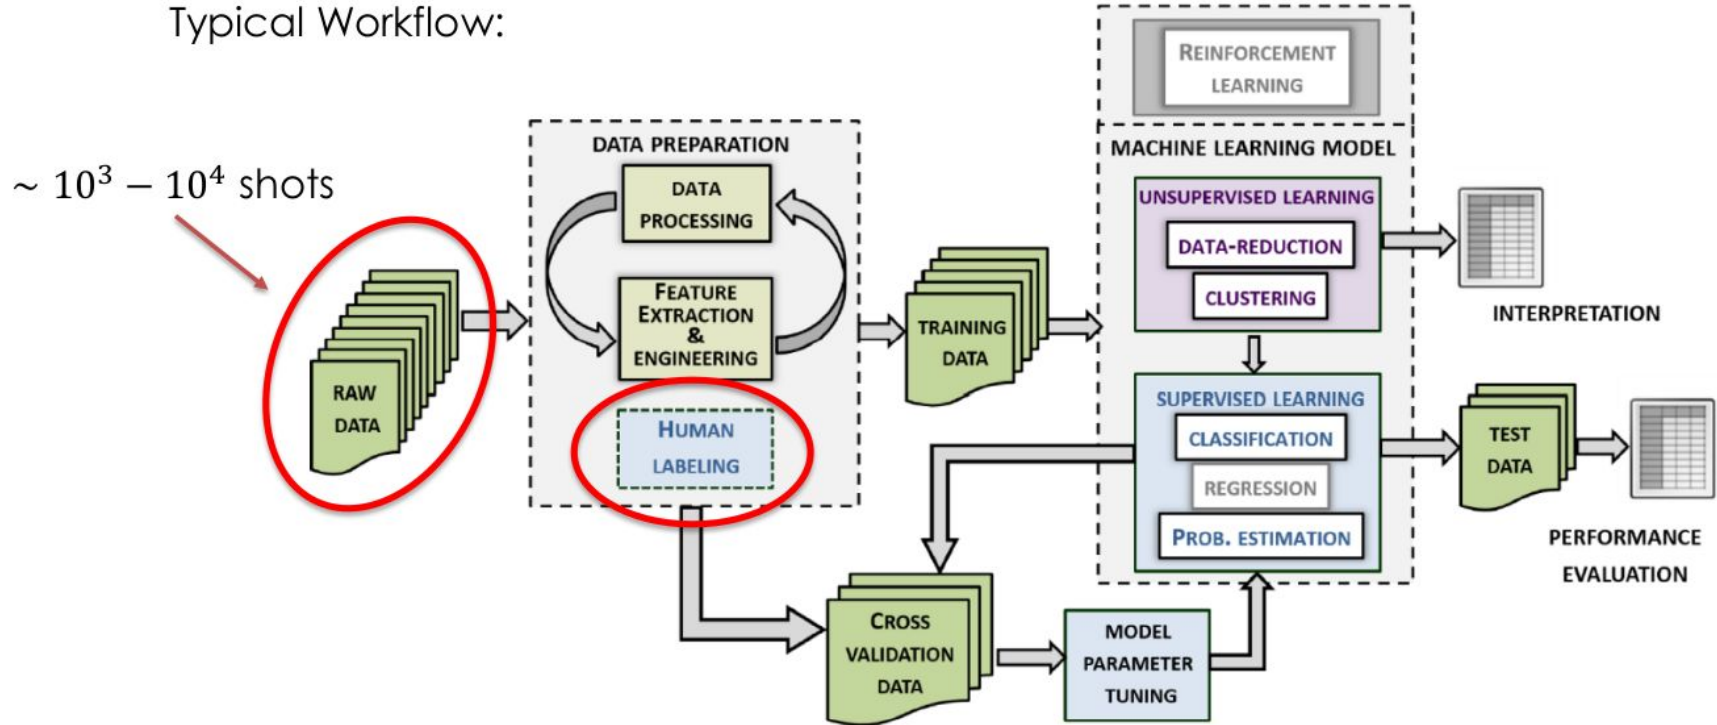 Typical Workflow:
~ 10³ − 10⁴ shots
RAW
DATA
DATA PREPARATION
DATA
PROCESSING
FEATURE
EXTRACTION
&
ENGINEERING
HUMAN
LABELING
TRAINING
DATA
REINFORCEMENT
LEARNING
MACHINE LEARNING MODEL
UNSUPERVISED LEARNING
DATA-REDUCTION
CLUSTERING
INTERPRETATION
SUPERVISED LEARNING
CLASSIFICATION
REGRESSION
PROB. ESTIMATION
TEST
DATA
PERFORMANCE
EVALUATION
CROSS
VALIDATION
DATA
MODEL
PARAMETER
TUNING